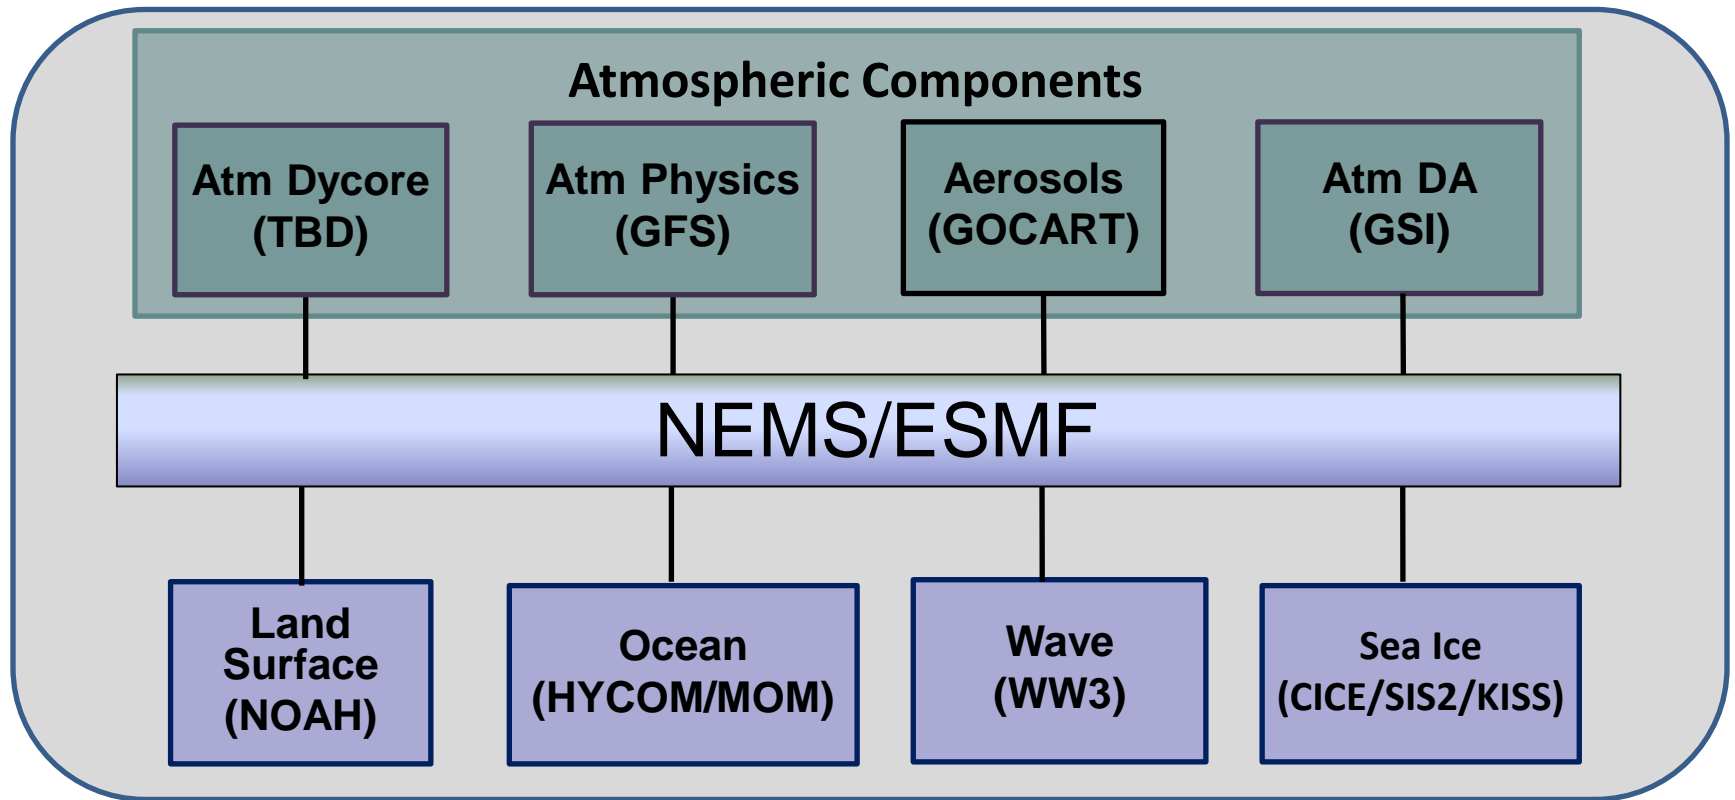 Atmospheric Components
Atm Dycore
(TBD)
Atm Physics
(GFS)
Aerosols
(GOCART)
Atm DA
(GSI)
NEMS/ESMF
Land
Surface
(NOAH)
Ocean
(HYCOM/MOM)
Wave
(WW3)
Sea Ice
(CICE/SIS2/KISS)